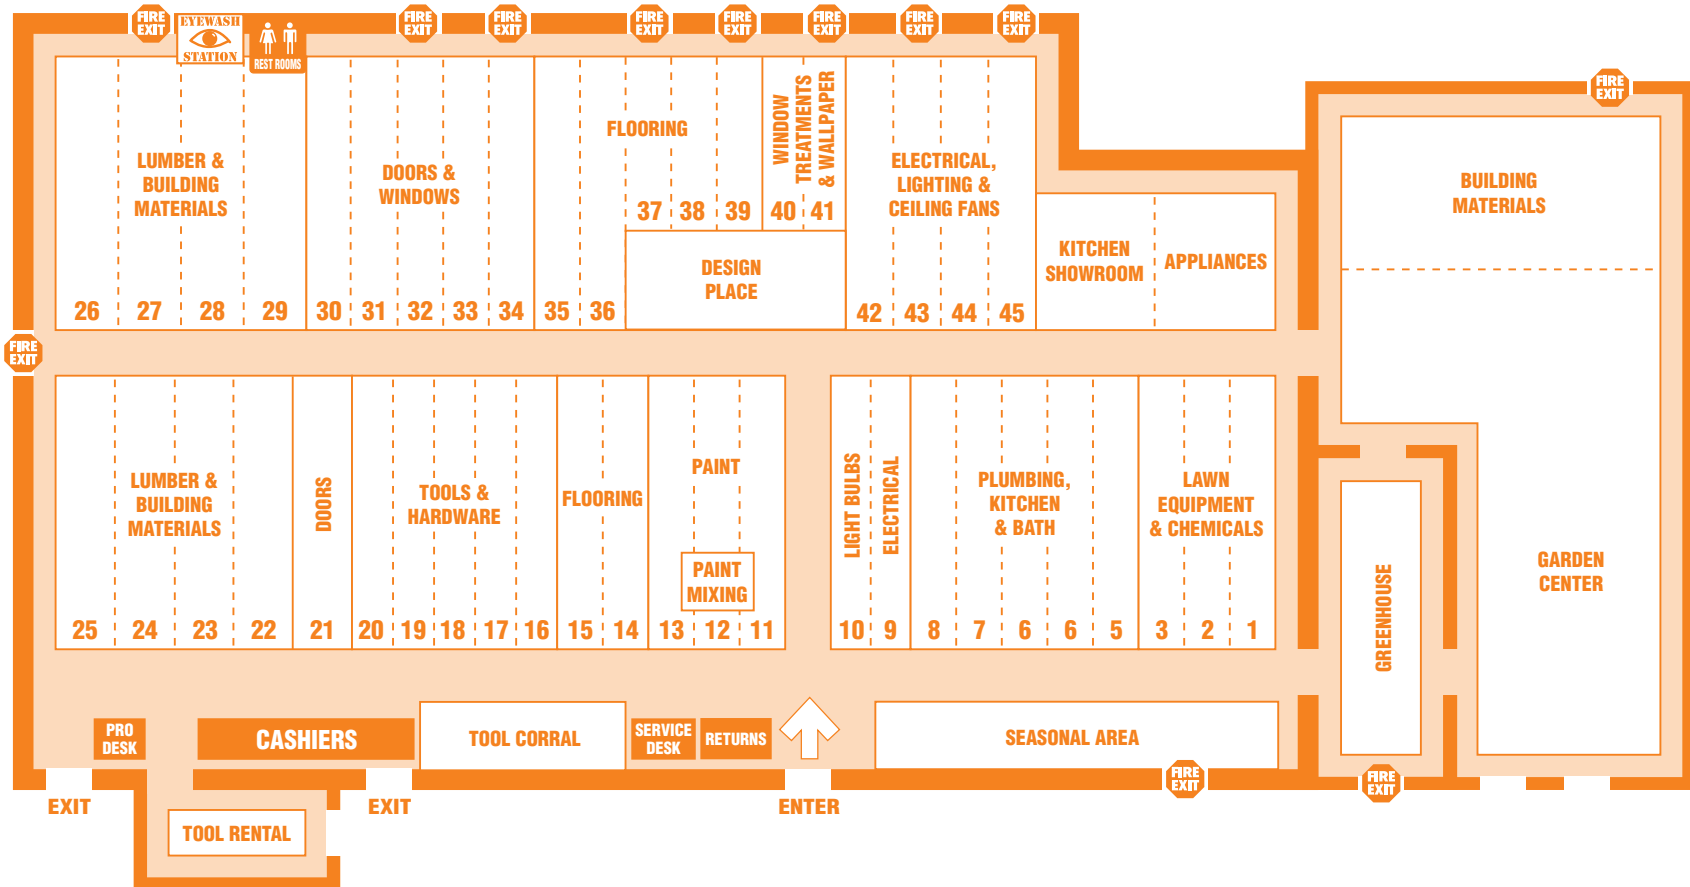 FIRE
EXIT
FIRE
EXIT
FIRE
EXIT
FIRE
EXIT
FIRE
EXIT
FIRE
EXIT
FIRE
EXIT
FIRE
EXIT
EYEWASH
STATION
REST ROOMS
FIRE
EXIT
LUMBER &
BUILDING
MATERIALS
26 27 28 29
DOORS &
WINDOWS
30 31 32 33 34
FLOORING
35 36
37 38 39
WINDOW
TREATMENTS
& WALLPAPER
40 41
DESIGN
PLACE
ELECTRICAL,
LIGHTING &
CEILING FANS
42 43 44 45
KITCHEN
SHOWROOM
APPLIANCES
BUILDING
MATERIALS
FIRE
EXIT
LUMBER &
BUILDING
MATERIALS
25 24 23 22
DOORS
21
TOOLS &
HARDWARE
20 19 18 17 16
FLOORING
15 14
PAINT
PAINT
MIXING
13 12 11
LIGHT BULBS
10
ELECTRICAL
9
PLUMBING,
KITCHEN
& BATH
8 7 6 6 5
LAWN
EQUIPMENT
& CHEMICALS
3 2 1
GREENHOUSE
GARDEN
CENTER
PRO
DESK
CASHIERS
TOOL CORRAL
SERVICE
DESK
RETURNS
SEASONAL AREA
FIRE
EXIT
FIRE
EXIT
EXIT
EXIT
ENTER
TOOL RENTAL